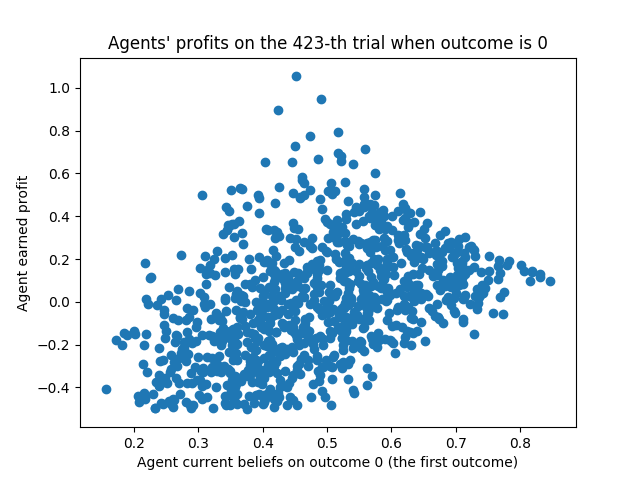 Agents' profits on the 423-th trial when outcome is 0
1.0
0.8
0.6
0.4
0.2
0.0
−0.2
−0.4
Agent earned profit
0.2 0.3 0.4 0.5 0.6 0.7 0.8
Agent current beliefs on outcome 0 (the first outcome)